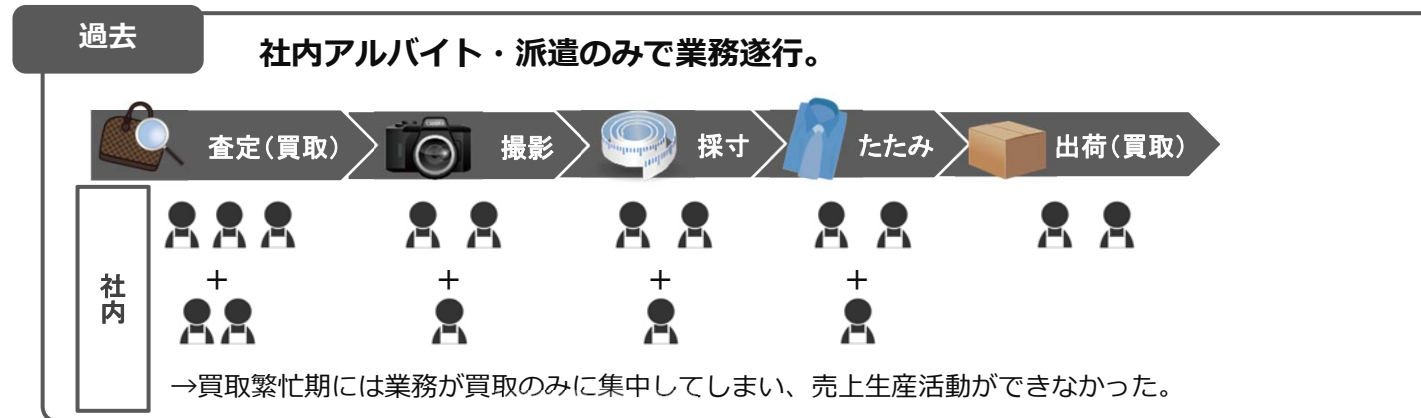 過去
社内アルバイト・派遣のみで業務遂行。
査定(買取)
撮影
採寸
たたみ
出荷(買取)
社内
+
+
+
+
→買取繁忙期には業務が買取のみに集中してしまい、売上生産活動ができなかった。